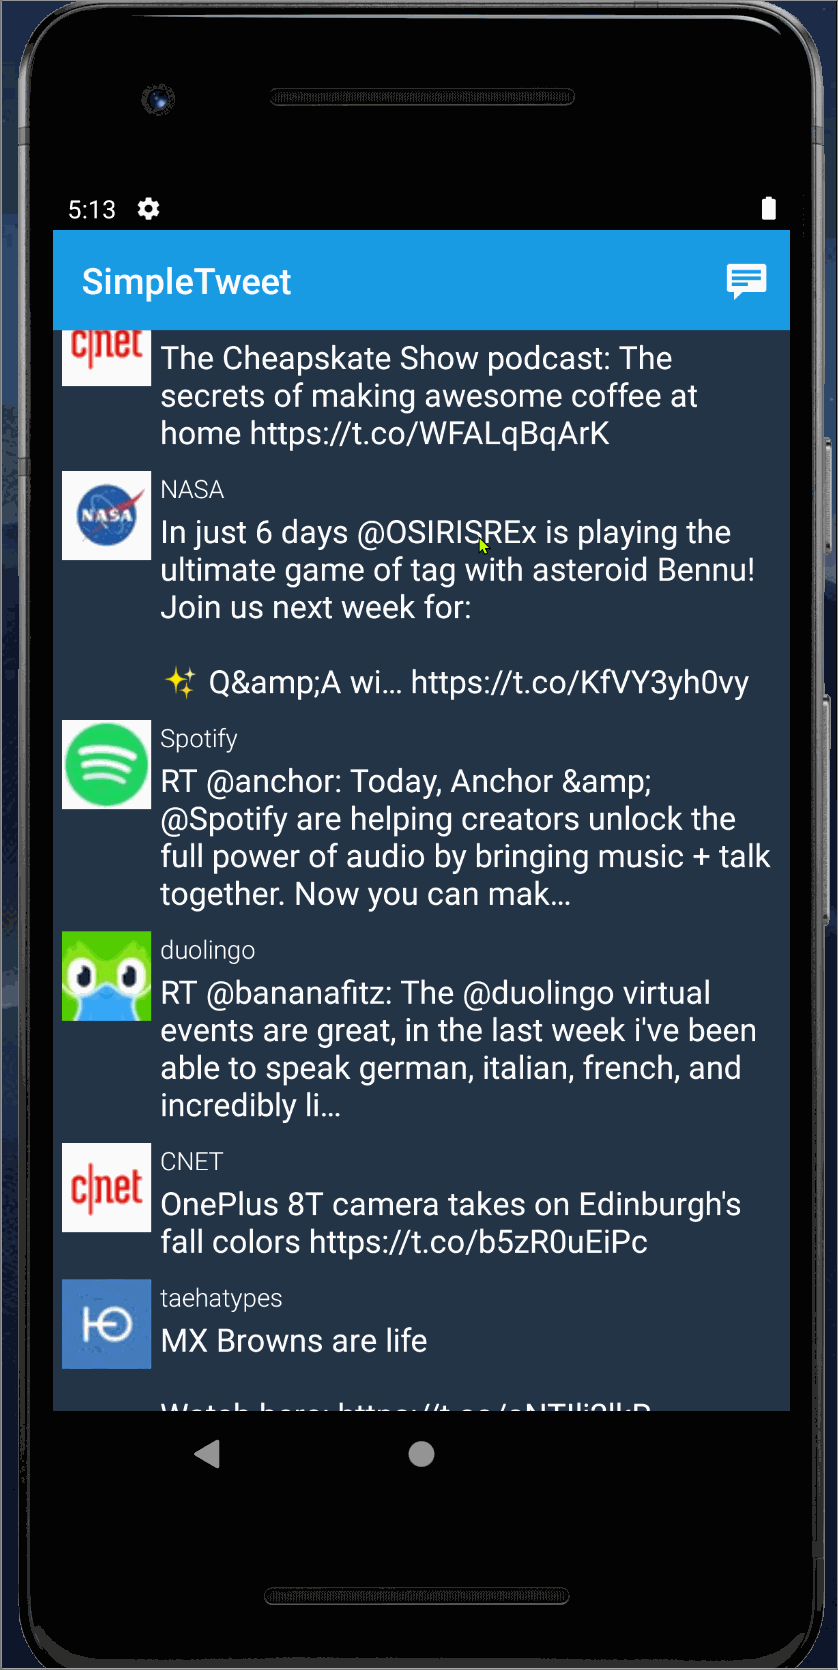 5:13
SimpleTweet
c|net
The Cheapskate Show podcast: The
secrets of making awesome coffee at
home https://t.co/WFALqBqArK
NASA
NASA
In just 6 days @OSIRISREx is playing the
ultimate game of tag with asteroid Bennu!
Join us next week for:
✨ Q&amp;A wi… https://t.co/KfVY3yh0vy
Spotify
RT @anchor: Today, Anchor &amp;
@Spotify are helping creators unlock the
full power of audio by bringing music + talk
together. Now you can mak…
duolingo
RT @bananafitz: The @duolingo virtual
events are great, in the last week i've been
able to speak german, italian, french, and
incredibly li…
c|net
CNET
OnePlus 8T camera takes on Edinburgh's
fall colors https://t.co/b5zR0uEiPc
taehatypes
MX Browns are life
Watch here: